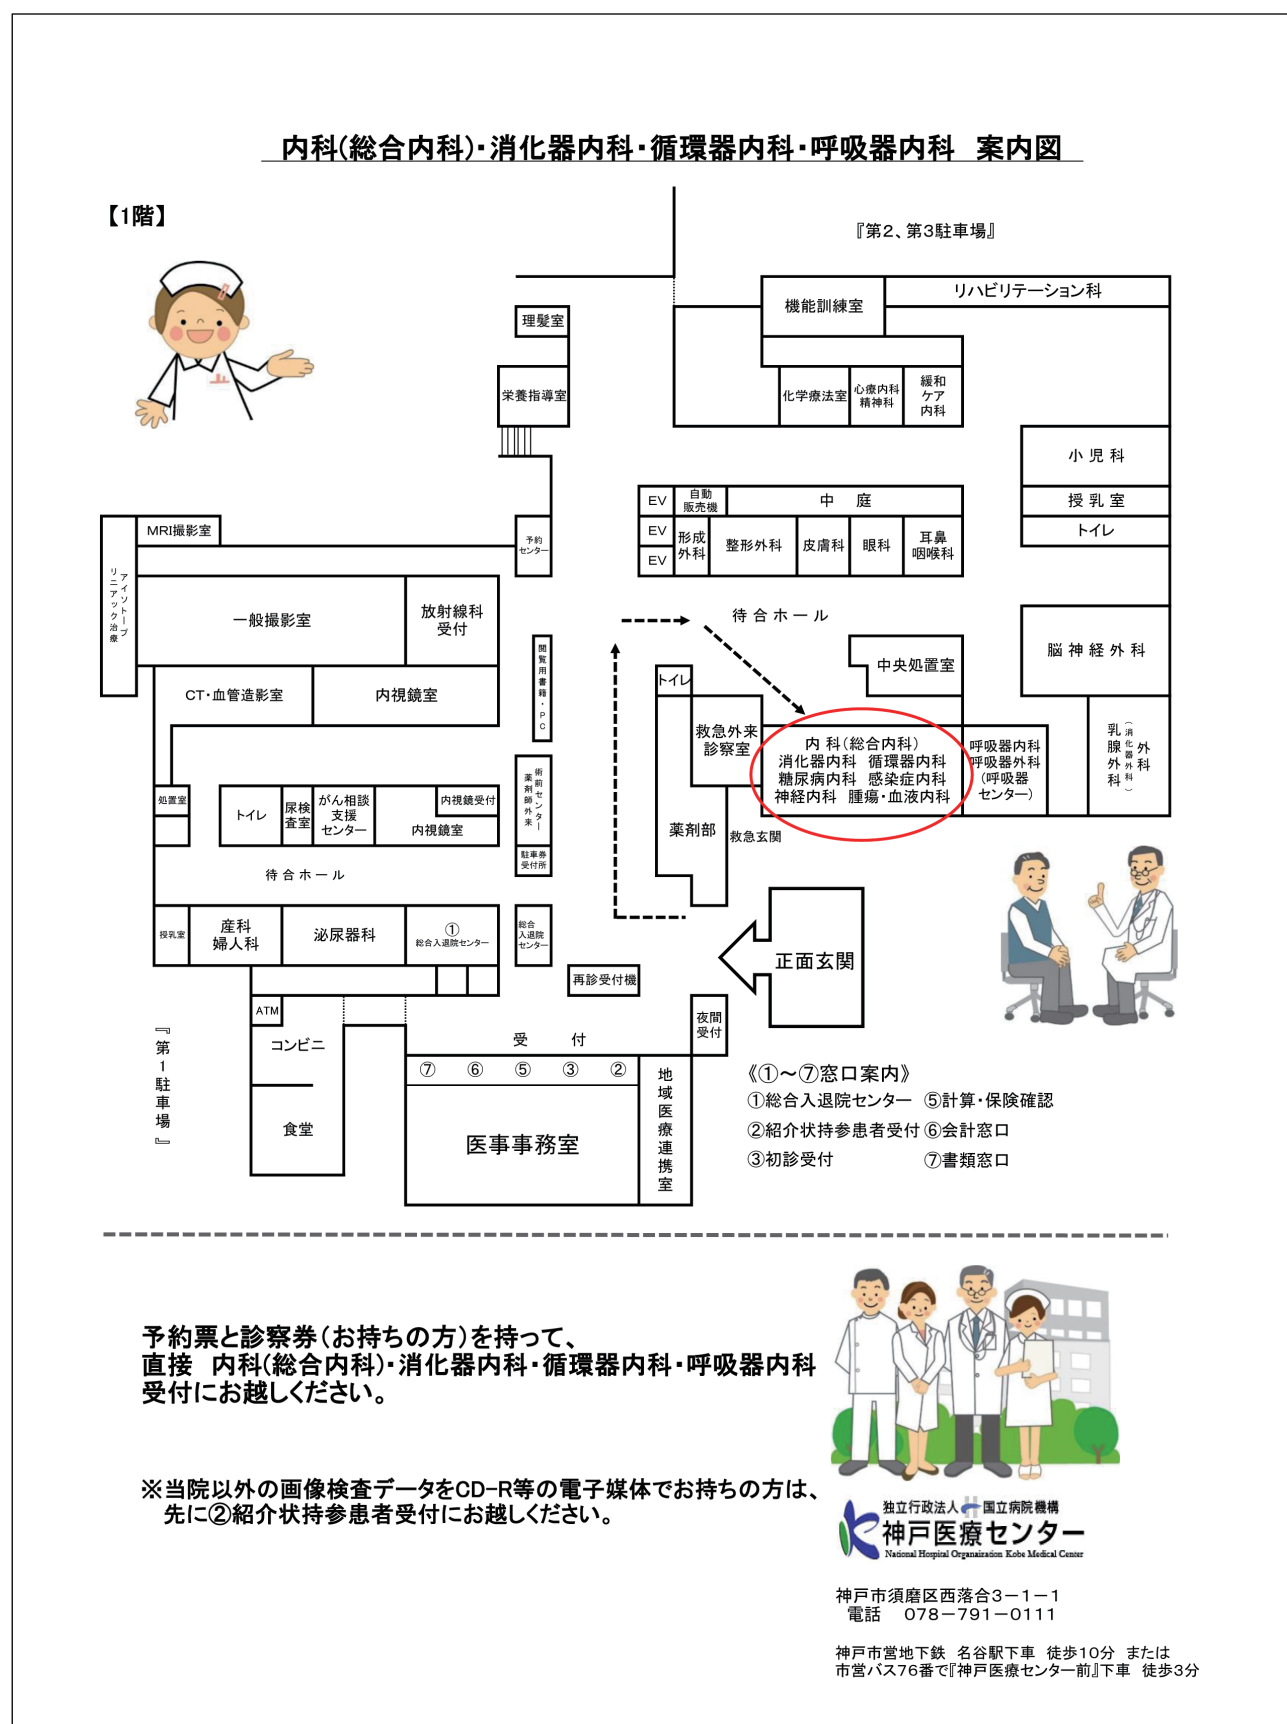 内科(総合内科)・消化器内科・循環器内科・呼吸器内科　案内図
【1階】
『第2、第3駐車場』
機能訓練室
リハビリテーション科
理髪室
栄養指導室
化学療法室
心療内科
精神科
緩和
ケア
内科
小児科
授乳室
トイレ
EV
自動
販売機
中庭
EV
EV
形成
外科
整形外科
皮膚科
眼科
耳鼻
咽喉科
MRI撮影室
予約
センター
アイソトープ
リニアック治療
一般撮影室
放射線科
受付
待合ホール
脳神経外科
中央処置室
閲覧用書籍・PC
トイレ
CT・血管造影室
内視鏡室
救急外来
診察室
内科(総合内科)
消化器内科　循環器内科
糖尿病内科　感染症内科
神経内科　腫瘍・血液内科
呼吸器内科
呼吸器外科
(呼吸器
センター)
乳腺外科
外科
(消化器外科)
処置室
トイレ
尿検
査室
がん相談
支援
センター
内視鏡受付
内視鏡室
術前センター
薬剤師外来
駐車券
受付所
薬剤部
救急玄関
待合ホール
授乳室
産科
婦人科
泌尿器科
①
総合入退院センター
総合
入退院
センター
再診受付機
正面玄関
夜間
受付
ATM
コンビニ
食堂
『第1駐車場』
受付
⑦ ⑥ ⑤ ③ ②
医事事務室
地域医療連携室
《①～⑦窓口案内》
①総合入退院センター　⑤計算・保険確認
②紹介状持参患者受付　⑥会計窓口
③初診受付　⑦書類窓口
予約票と診察券(お持ちの方)を持って、
直接　内科(総合内科)・消化器内科・循環器内科・呼吸器内科
受付にお越しください。
※当院以外の画像検査データをCD-R等の電子媒体でお持ちの方は、
先に②紹介状持参患者受付にお越しください。
独立行政法人 国立病院機構
神戸医療センター
National Hospital Organaization Kobe Medical Center
神戸市須磨区西落合3－1－1
電話　078－791－0111
神戸市営地下鉄　名谷駅下車　徒歩10分　または
市営バス76番で『神戸医療センター前』下車　徒歩3分